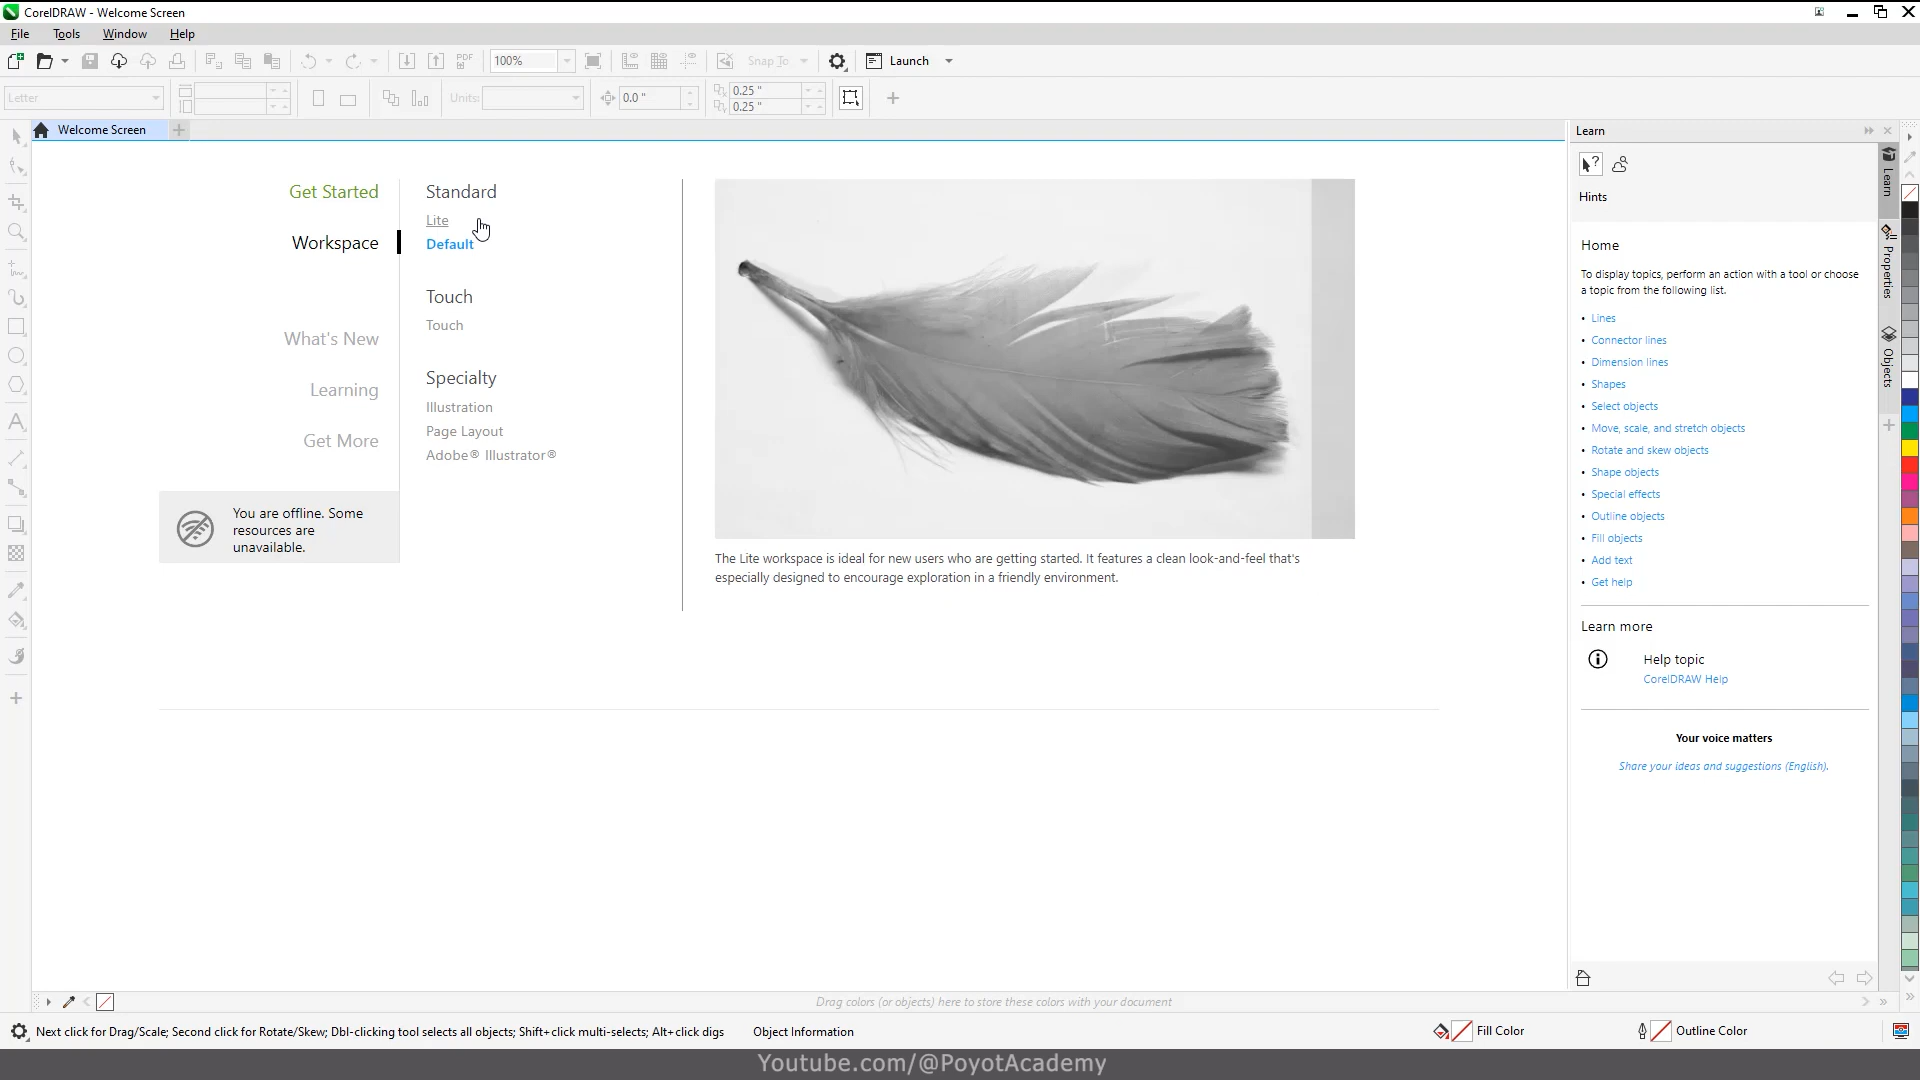 CorelDRAW - Welcome Screen
File Tools Window Help
PDF 100% Snap To Launch
Letter Units: 0.0 " 0.25 "
0.25 "
Welcome Screen
Get Started
Workspace
What's New
Learning
Get More
You are offline. Some
resources are
unavailable.
Standard
Lite
Default
Touch
Touch
Specialty
Illustration
Page Layout
Adobe® Illustrator®
The Lite workspace is ideal for new users who are getting started. It features a clean look-and-feel that's
especially designed to encourage exploration in a friendly environment.
Learn
Hints
Home
To display topics, perform an action with a tool or choose
a topic from the following list.
• Lines
• Connector lines
• Dimension lines
• Shapes
• Select objects
• Move, scale, and stretch objects
• Rotate and skew objects
• Shape objects
• Special effects
• Outline objects
• Fill objects
• Add text
• Get help
Learn more
Help topic
CorelDRAW Help
Your voice matters
Share your ideas and suggestions (English).
Learn
Properties
Objects
Drag colors (or objects) here to store these colors with your document
Next click for Drag/Scale; Second click for Rotate/Skew; Dbl-clicking tool selects all objects; Shift+click multi-selects; Alt+click digs Object Information Fill Color Outline Color
Youtube.com/@PoyotAcademy